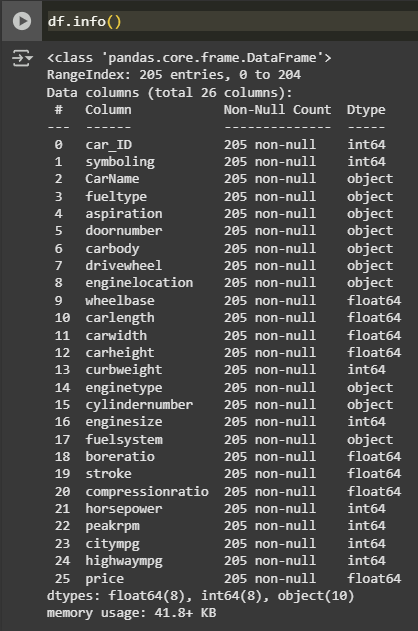 df.info()
<class 'pandas.core.frame.DataFrame'>
RangeIndex: 205 entries, 0 to 204
Data columns (total 26 columns):
 #   Column            Non-Null Count  Dtype
---  ------            --------------  -----
 0   car_ID            205 non-null    int64
 1   symboling         205 non-null    int64
 2   CarName           205 non-null    object
 3   fueltype          205 non-null    object
 4   aspiration        205 non-null    object
 5   doornumber        205 non-null    object
 6   carbody           205 non-null    object
 7   drivewheel        205 non-null    object
 8   enginelocation    205 non-null    object
 9   wheelbase         205 non-null    float64
 10  carlength         205 non-null    float64
 11  carwidth          205 non-null    float64
 12  carheight         205 non-null    float64
 13  curbweight        205 non-null    int64
 14  enginetype        205 non-null    object
 15  cylindernumber    205 non-null    object
 16  enginesize        205 non-null    int64
 17  fuelsystem        205 non-null    object
 18  boreratio         205 non-null    float64
 19  stroke            205 non-null    float64
 20  compressionratio  205 non-null    float64
 21  horsepower        205 non-null    int64
 22  peakrpm           205 non-null    int64
 23  citympg           205 non-null    int64
 24  highwaympg        205 non-null    int64
 25  price             205 non-null    float64
dtypes: float64(8), int64(8), object(10)
memory usage: 41.8+ KB